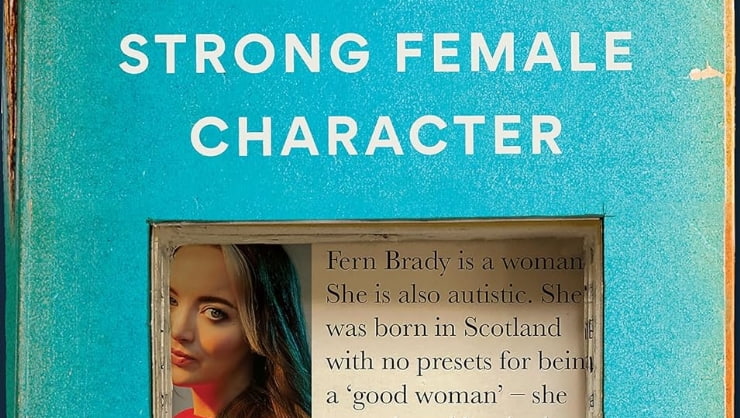 STRONG FEMALE
CHARACTER
Fern Brady is a woman
She is also autistic. She
was born in Scotland
with no presets for bein
a ‘good woman’ – she